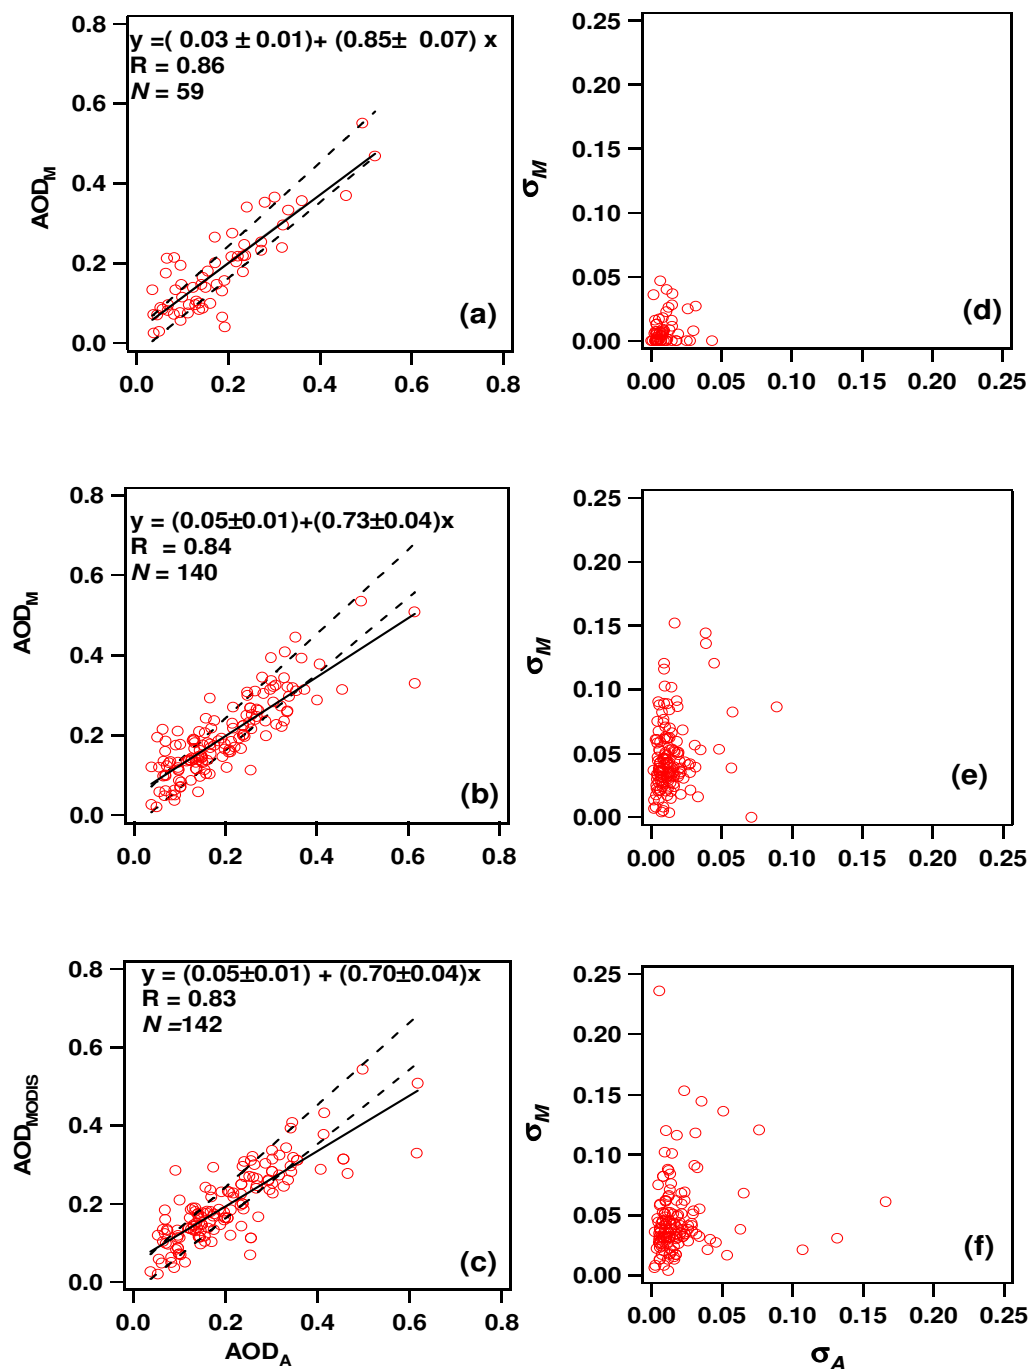 0.8
0.6
0.4
0.2
0.0
AOD_M
y =( 0.03 ± 0.01)+ (0.85± 0.07) x
R = 0.86
N = 59
(a)
0.0 0.2 0.4 0.6 0.8
0.25
0.20
0.15
0.10
0.05
0.00
σ_M
(d)
0.00 0.05 0.10 0.15 0.20 0.25
0.8
0.6
0.4
0.2
0.0
AOD_M
y = (0.05±0.01)+(0.73±0.04)x
R = 0.84
N = 140
(b)
0.0 0.2 0.4 0.6 0.8
0.25
0.20
0.15
0.10
0.05
0.00
σ_M
(e)
0.00 0.05 0.10 0.15 0.20 0.25
0.8
0.6
0.4
0.2
0.0
AOD_MODIS
y = (0.05±0.01) + (0.70±0.04)x
R = 0.83
N =142
(c)
0.0 0.2 0.4 0.6 0.8
AOD_A
0.25
0.20
0.15
0.10
0.05
0.00
σ_M
(f)
0.00 0.05 0.10 0.15 0.20 0.25
σ_A